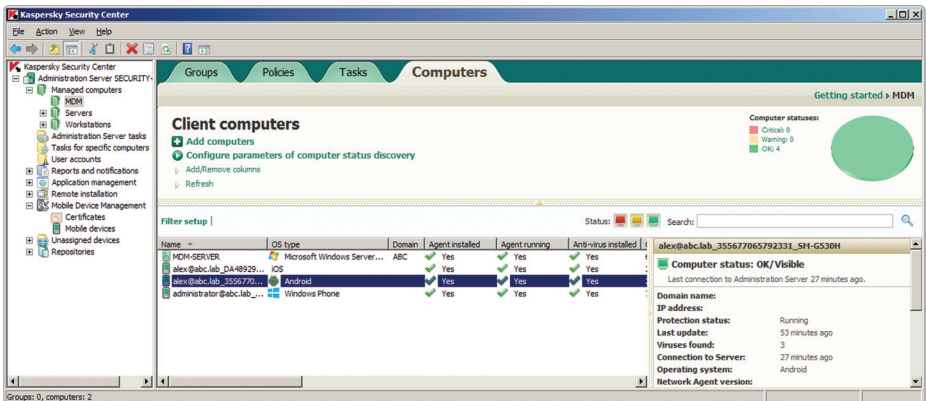 Kaspersky Security Center
File Action View Help
Kaspersky Security Center
Administration Server SECURITY-
Managed computers
MDM
Servers
Workstations
Administration Server tasks
Tasks for specific computers
User accounts
Reports and notifications
Application management
Remote installation
Mobile Device Management
Certificates
Mobile devices
Unassigned devices
Repositories
Groups Policies Tasks Computers
Getting started › MDM
Client computers
Add computers
Configure parameters of computer status discovery
Add/Remove columns
Refresh
Computer statuses:
Critical: 0
Warning: 0
OK: 4
Filter setup
Status: Search:
Name OS type Domain Agent installed Agent running Anti-virus installed
MDM-SERVER Microsoft Windows Server... ABC Yes Yes Yes
alex@abc.lab_DA48929... iOS Yes Yes Yes
alex@abc.lab_3556770... Android Yes Yes Yes
administrator@abc.lab_... Windows Phone Yes Yes Yes
alex@abc.lab_355677065792331_SM-G530H
Computer status: OK/Visible
Last connection to Administration Server 27 minutes ago.
Domain name:
IP address:
Protection status: Running
Last update: 53 minutes ago
Viruses found: 3
Connection to Server: 27 minutes ago
Operating system: Android
Network Agent version:
Groups: 0, computers: 2